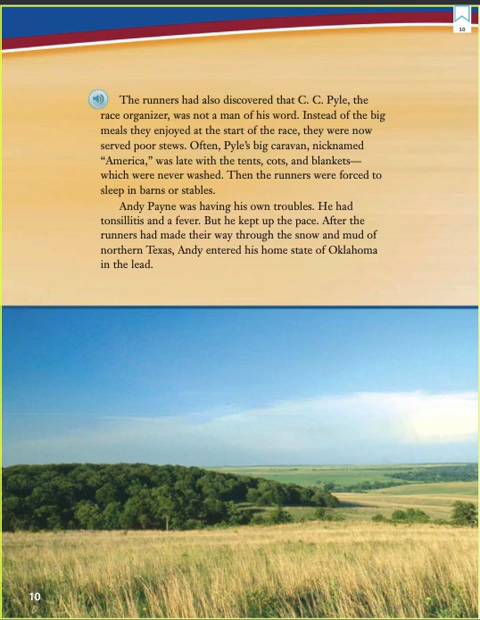 10
The runners had also discovered that C. C. Pyle, the
race organizer, was not a man of his word. Instead of the big
meals they enjoyed at the start of the race, they were now
served poor stews. Often, Pyle's big caravan, nicknamed
“America,” was late with the tents, cots, and blankets—
which were never washed. Then the runners were forced to
sleep in barns or stables.
Andy Payne was having his own troubles. He had
tonsillitis and a fever. But he kept up the pace. After the
runners had made their way through the snow and mud of
northern Texas, Andy entered his home state of Oklahoma
in the lead.
10